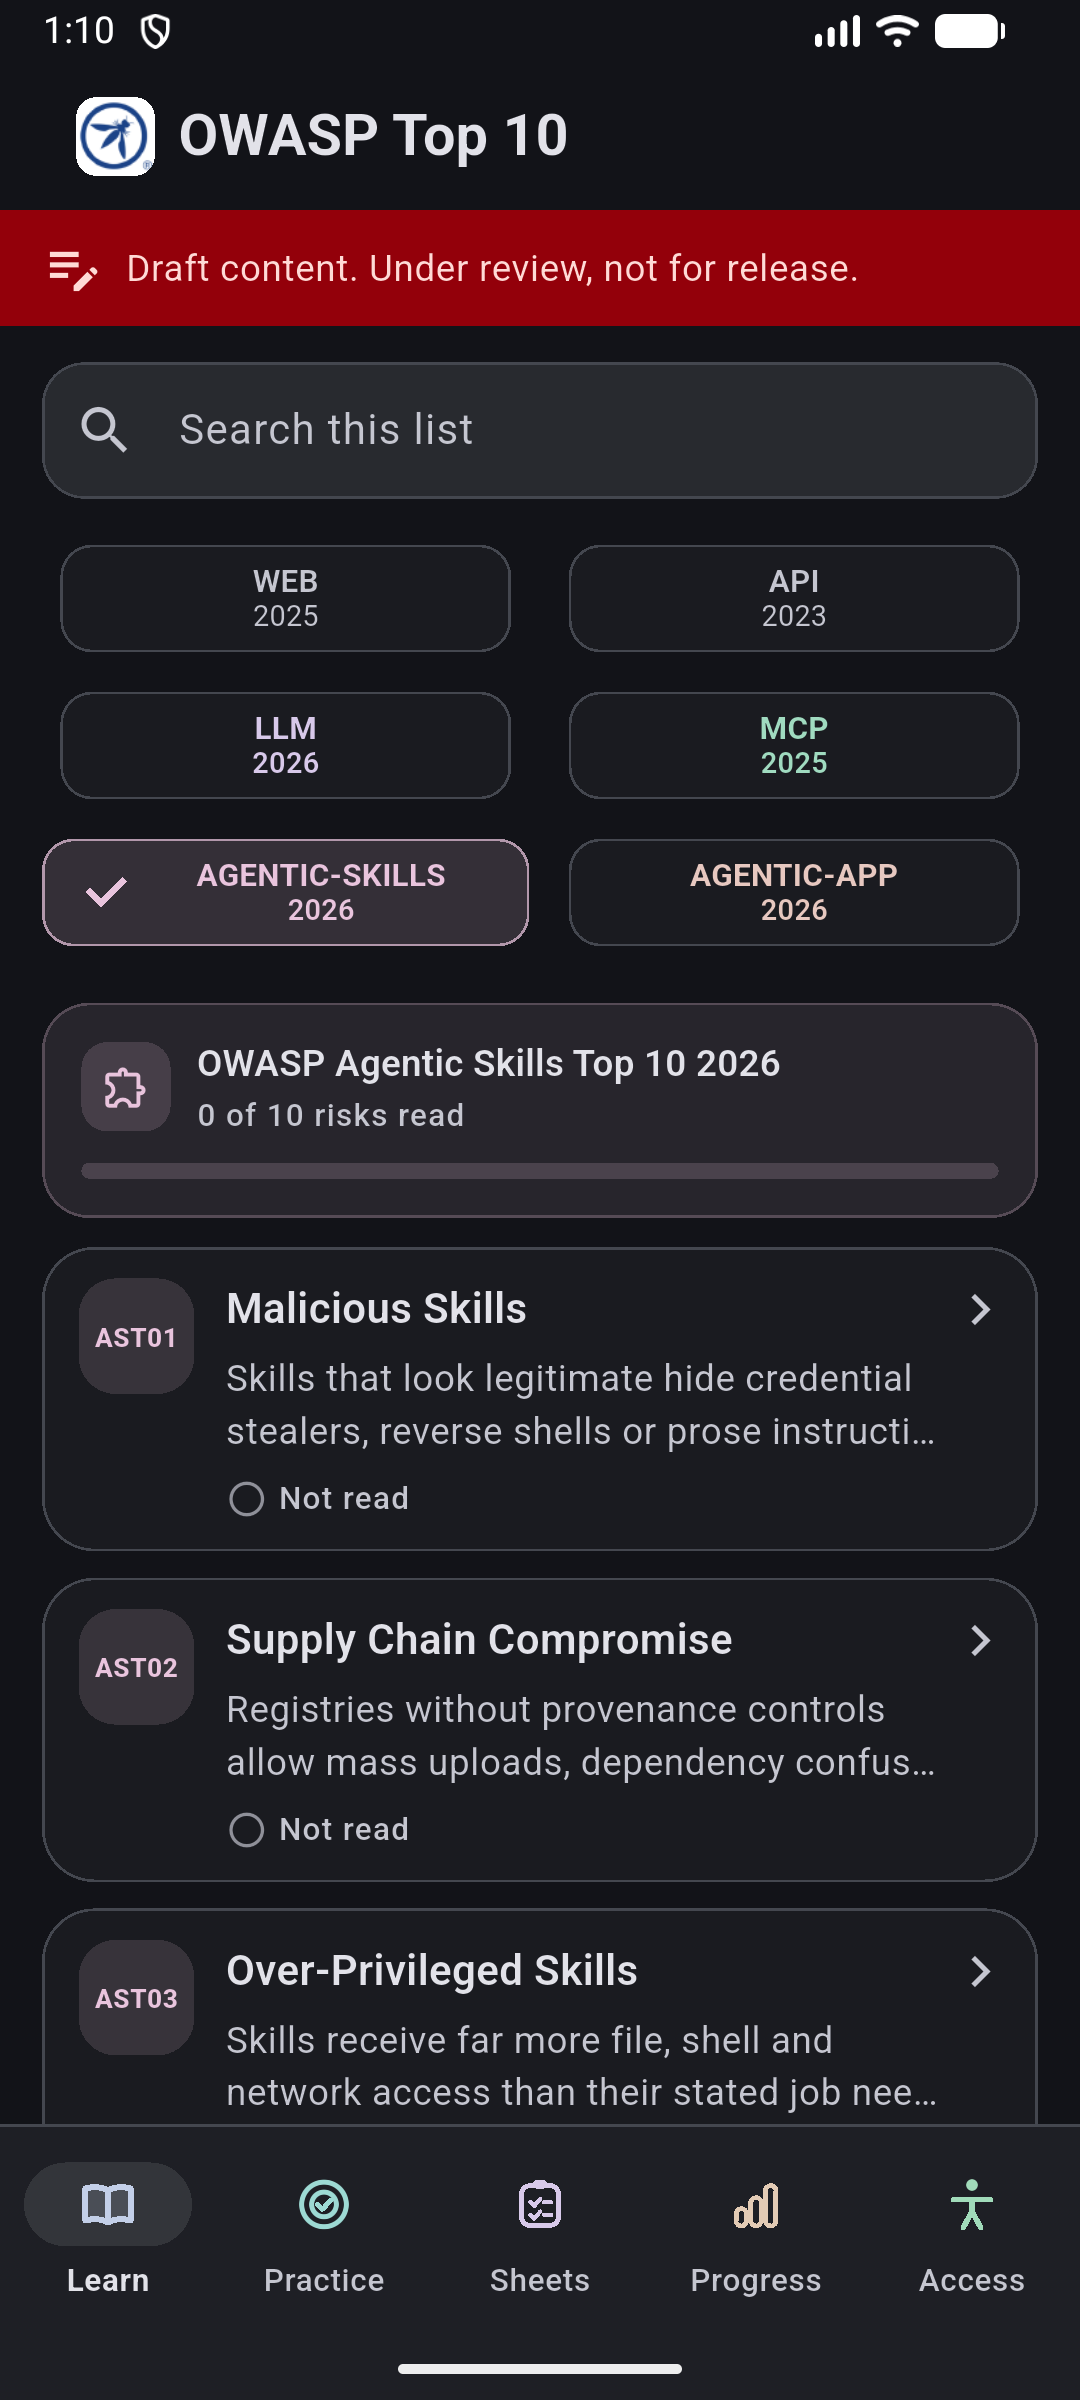 1:10
OWASP Top 10
Draft content. Under review, not for release.
Search this list
WEB
2025
API
2023
LLM
2026
MCP
2025
AGENTIC-SKILLS
2026
AGENTIC-APP
2026
OWASP Agentic Skills Top 10 2026
0 of 10 risks read
AST01
Malicious Skills
Skills that look legitimate hide credential
stealers, reverse shells or prose instructi…
Not read
AST02
Supply Chain Compromise
Registries without provenance controls
allow mass uploads, dependency confus…
Not read
AST03
Over-Privileged Skills
Skills receive far more file, shell and
network access than their stated job nee…
Learn
Practice
Sheets
Progress
Access